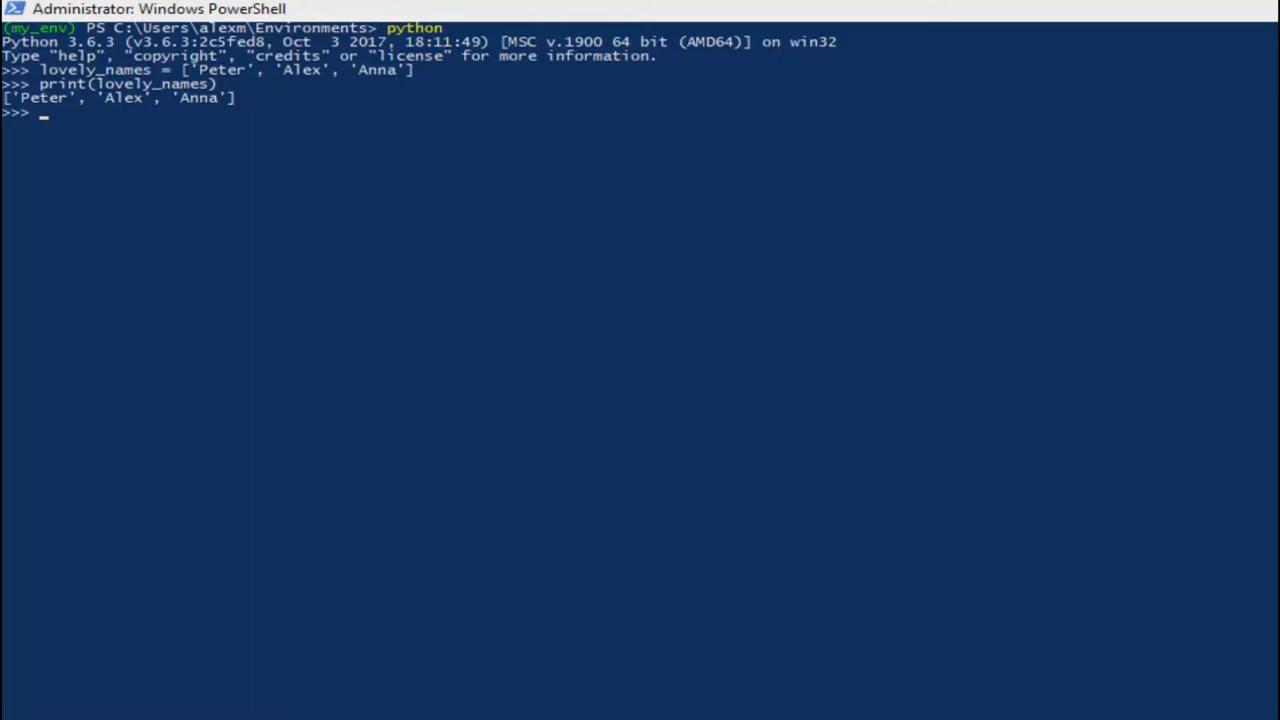 Administrator: Windows PowerShell
(my_env) PS C:\Users\alexm\Environments> python
Python 3.6.3 (v3.6.3:2c5fed8, Oct  3 2017, 18:11:49) [MSC v.1900 64 bit (AMD64)] on win32
Type "help", "copyright", "credits" or "license" for more information.
>>> lovely_names = ['Peter', 'Alex', 'Anna']
>>> print(lovely_names)
['Peter', 'Alex', 'Anna']
>>>